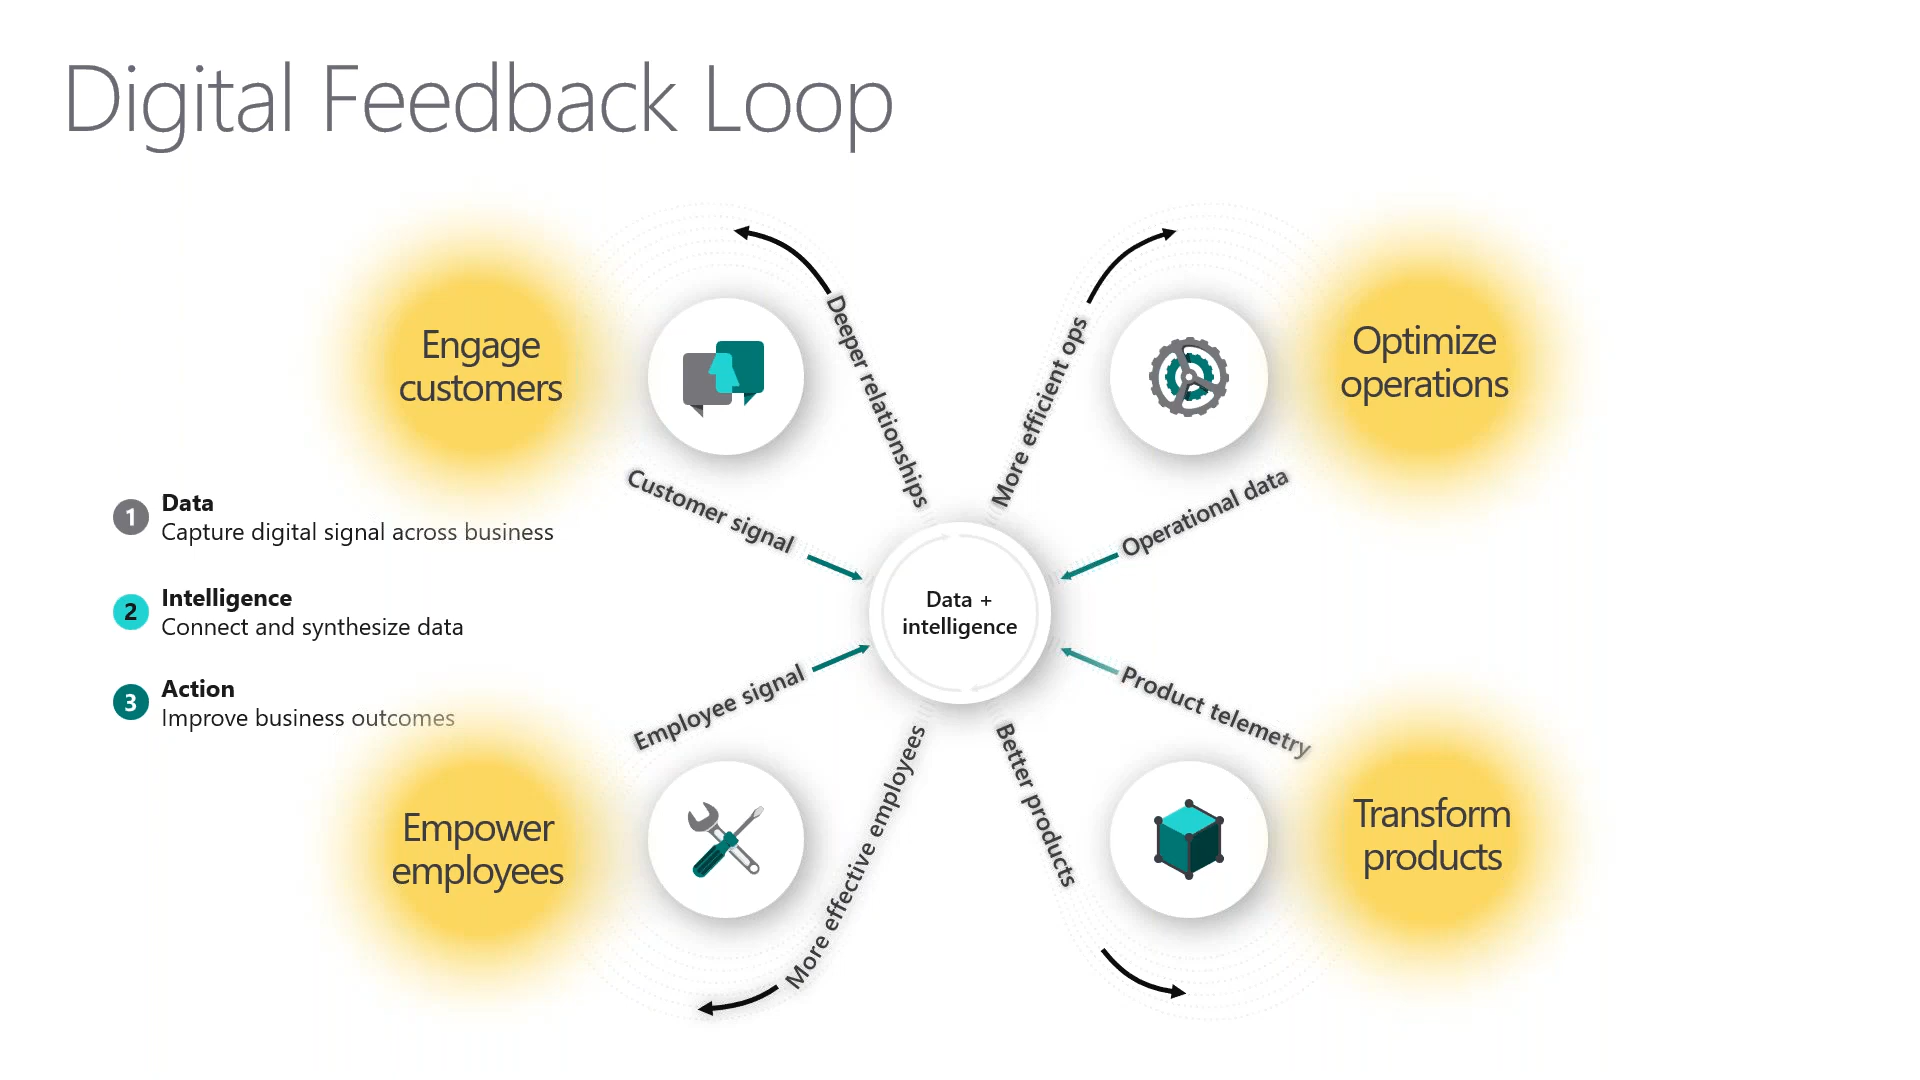 Digital Feedback Loop
Engage
customers
Deeper relationships
Customer signal
More efficient ops
Operational data
Optimize
operations
1
Data
Capture digital signal across business
2
Intelligence
Connect and synthesize data
3
Action
Improve business outcomes
Data +
intelligence
Employee signal
More effective employees
Empower
employees
Product telemetry
Better products
Transform
products